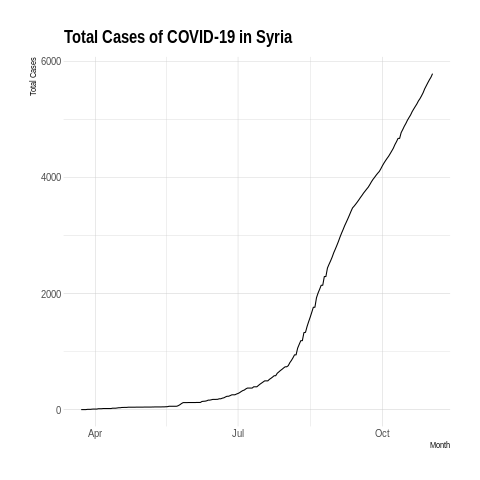 Total Cases of COVID-19 in Syria
Total Cases
6000
4000
2000
0
Apr
Jul
Oct
Month